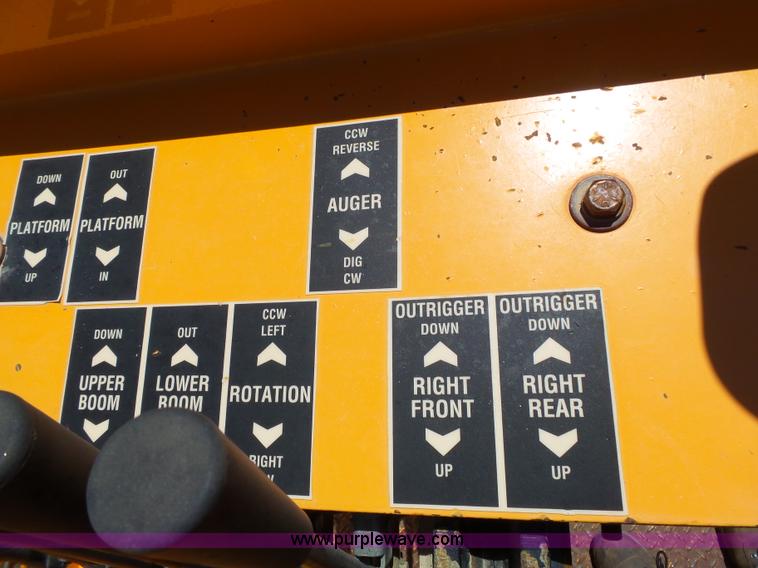 DOWN
PLATFORM
UP
OUT
PLATFORM
IN
CCW
REVERSE
AUGER
DIG
CW
DOWN
UPPER
BOOM
OUT
LOWER
BOOM
CCW
LEFT
ROTATION
RIGHT
OUTRIGGER
DOWN
RIGHT
FRONT
UP
OUTRIGGER
DOWN
RIGHT
REAR
UP
www.purplewave.com